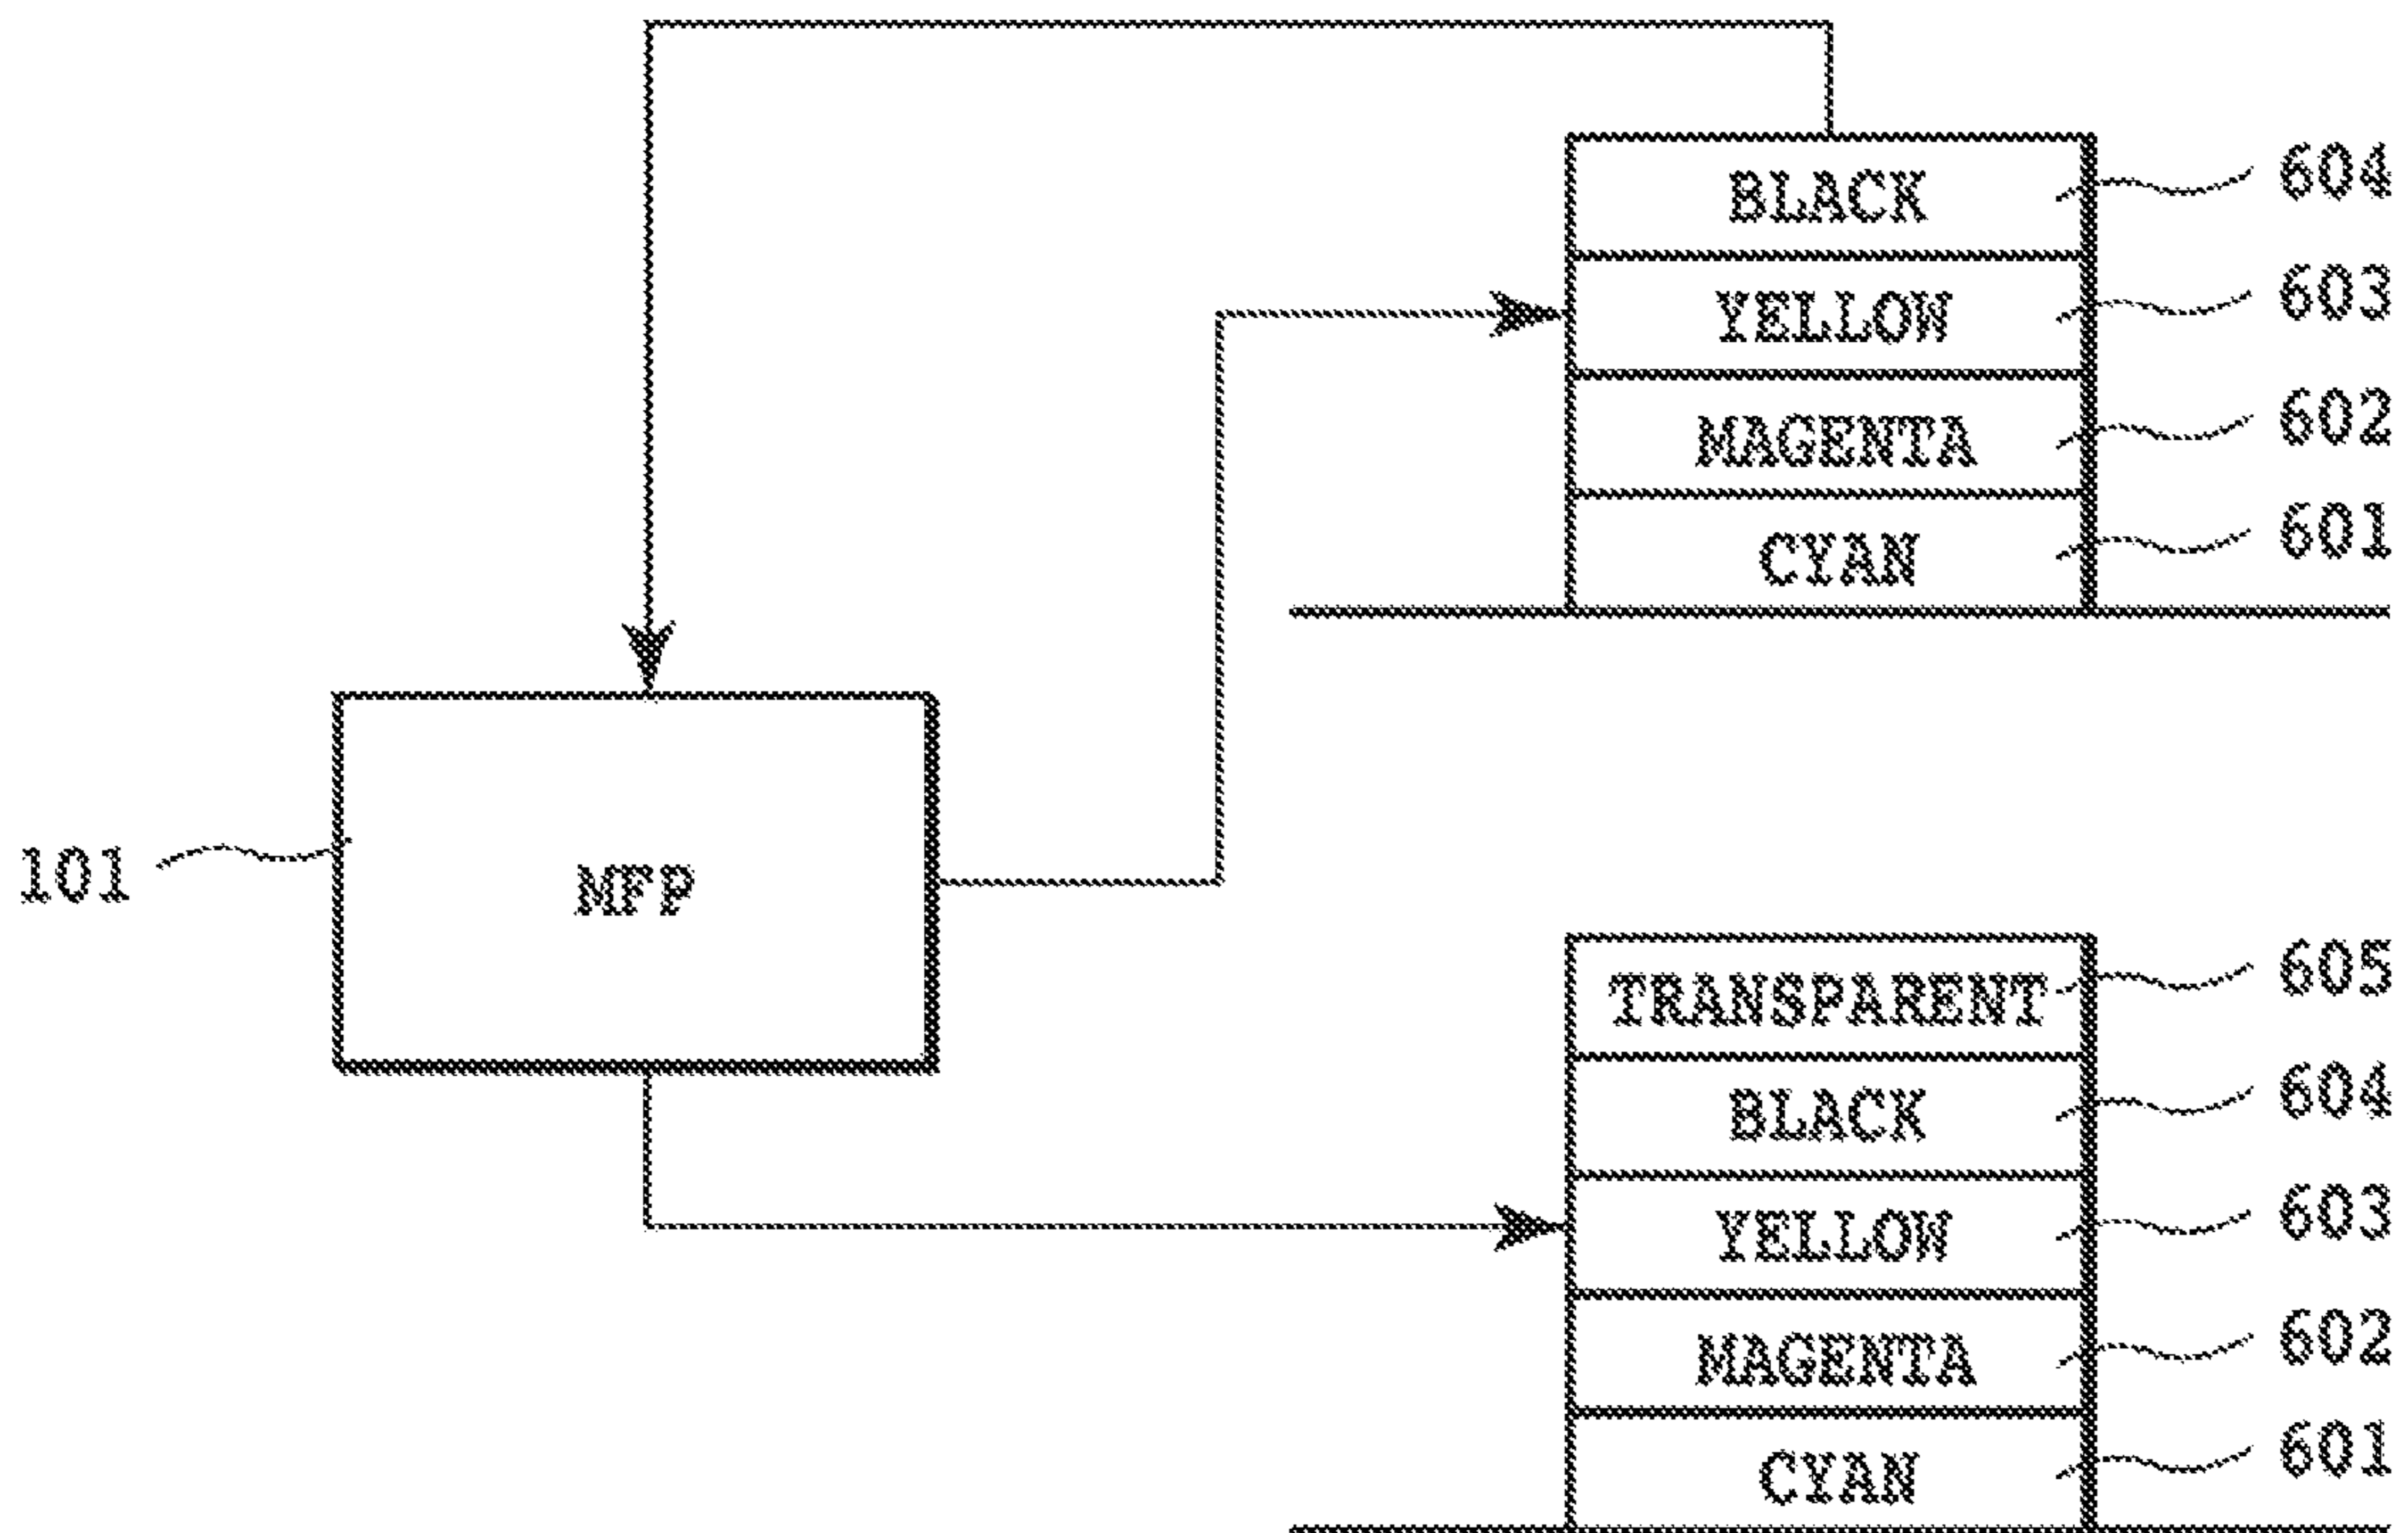 BLACK 604
YELLOW 603
MAGENTA 602
CYAN 601
101 MFP
TRANSPARENT 605
BLACK 604
YELLOW 603
MAGENTA 602
CYAN 601